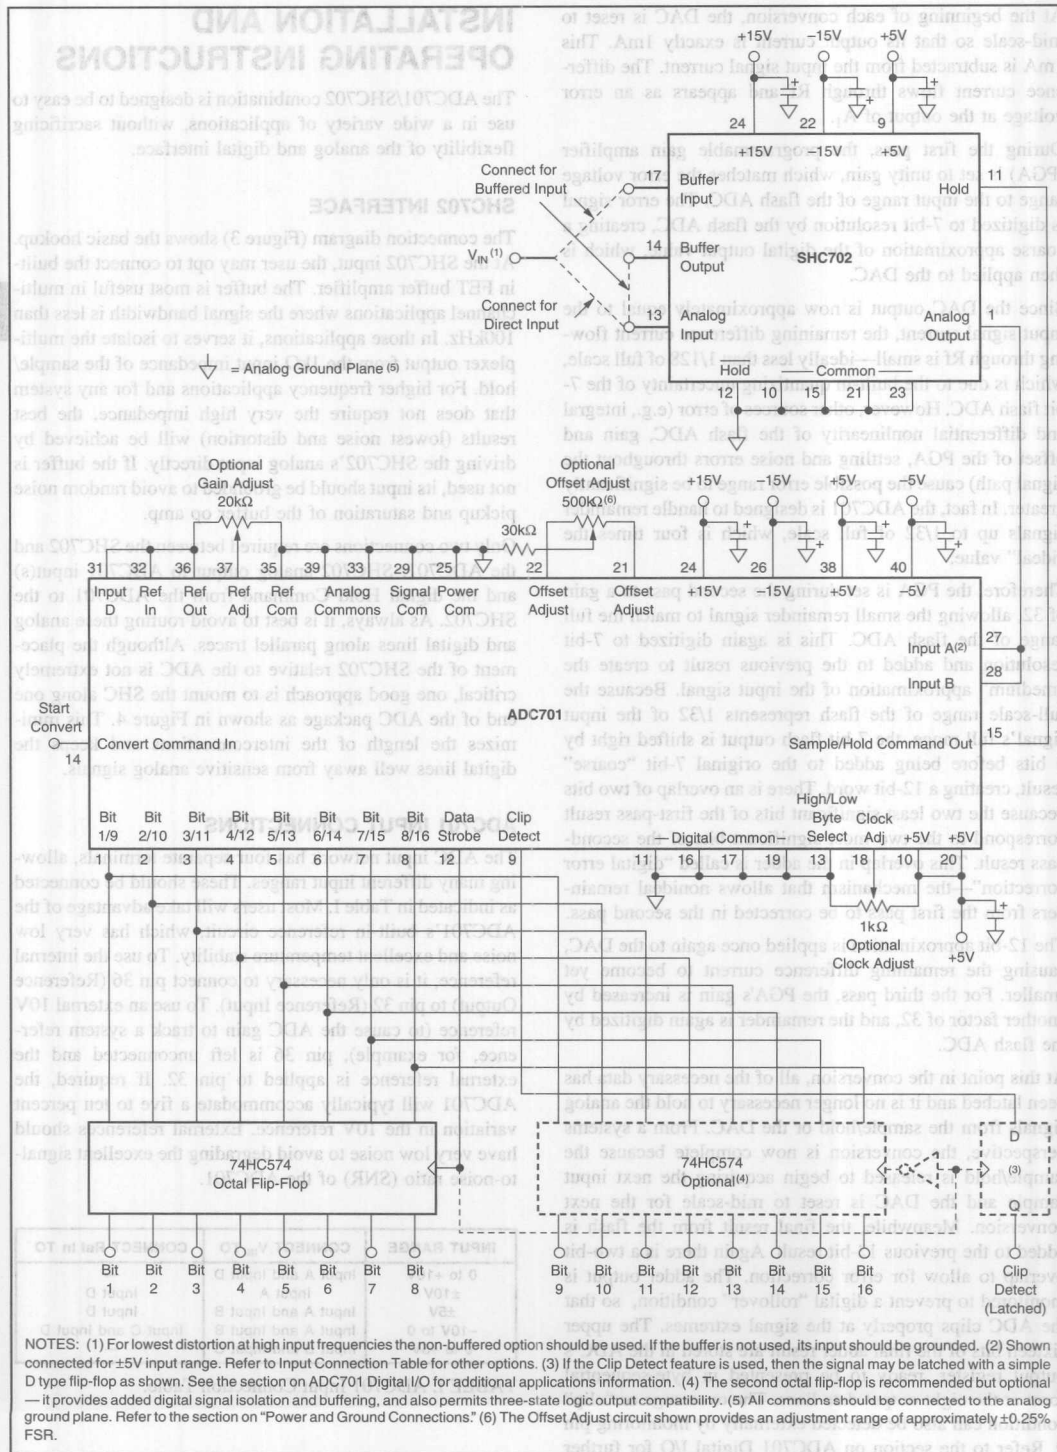 +15V −15V +5V
24 22 9
+15V −15V +5V
Connect for
Buffered Input
17 Buffer
Input
Hold 11
14 Buffer
Output
SHC702
VIN (1)
Connect for
Direct Input
13 Analog
Input
Analog
Output 1
= Analog Ground Plane (5)
Hold Common
12 10 15 21 23
Optional
Gain Adjust
20kΩ
Optional
Offset Adjust
500kΩ(6)
30kΩ
+15V −15V +5V −5V
31 32 36 37 35 39 33 29 25 22 21 24 26 38 40
Input
D
Ref
In
Ref
Out
Ref
Adj
Ref
Com
Analog
Commons
Signal
Com
Power
Com
Offset
Adjust
Offset
Adjust
+15V −15V +5V −5V
Input A(2) 27
28
Input B
Start
Convert
14
Convert Command In
ADC701
15
Sample/Hold Command Out
Bit
1/9
Bit
2/10
Bit
3/11
Bit
4/12
Bit
5/13
Bit
6/14
Bit
7/15
Bit
8/16
Data
Strobe
Clip
Detect
Digital Common
High/Low
Byte
Select
Clock
Adj
+5V +5V
1 2 3 4 5 6 7 8 12 9 11 16 17 19 13 18 10 20
1kΩ
Optional
Clock Adjust
+5V
74HC574
Octal Flip-Flop
74HC574
Optional(4)
D
(3)
Q
Bit
1
Bit
2
Bit
3
Bit
4
Bit
5
Bit
6
Bit
7
Bit
8
Bit
9
Bit
10
Bit
11
Bit
12
Bit
13
Bit
14
Bit
15
Bit
16
Clip
Detect
(Latched)
NOTES: (1) For lowest distortion at high input frequencies the non-buffered option should be used. If the buffer is not used, its input should be grounded. (2) Shown
connected for ±5V input range. Refer to Input Connection Table for other options. (3) If the Clip Detect feature is used, then the signal may be latched with a simple
D type flip-flop as shown. See the section on ADC701 Digital I/O for additional applications information. (4) The second octal flip-flop is recommended but optional
— it provides added digital signal isolation and buffering, and also permits three-state logic output compatibility. (5) All commons should be connected to the analog
ground plane. Refer to the section on "Power and Ground Connections." (6) The Offset Adjust circuit shown provides an adjustment range of approximately ±0.25%
FSR.